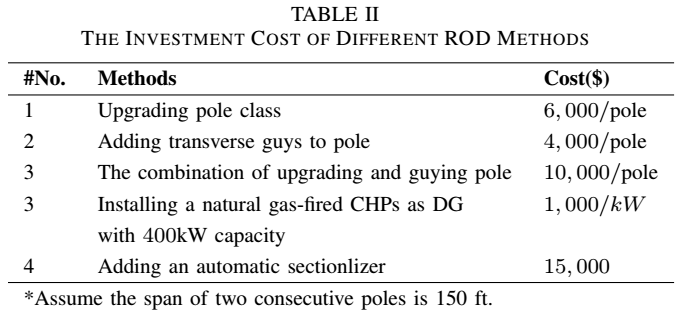 TABLE II
THE INVESTMENT COST OF DIFFERENT ROD METHODS
#No. Methods Cost($)
1 Upgrading pole class 6, 000/pole
2 Adding transverse guys to pole 4, 000/pole
3 The combination of upgrading and guying pole 10, 000/pole
3 Installing a natural gas-fired CHPs as DG 1, 000/kW
with 400kW capacity
4 Adding an automatic sectionlizer 15, 000
*Assume the span of two consecutive poles is 150 ft.